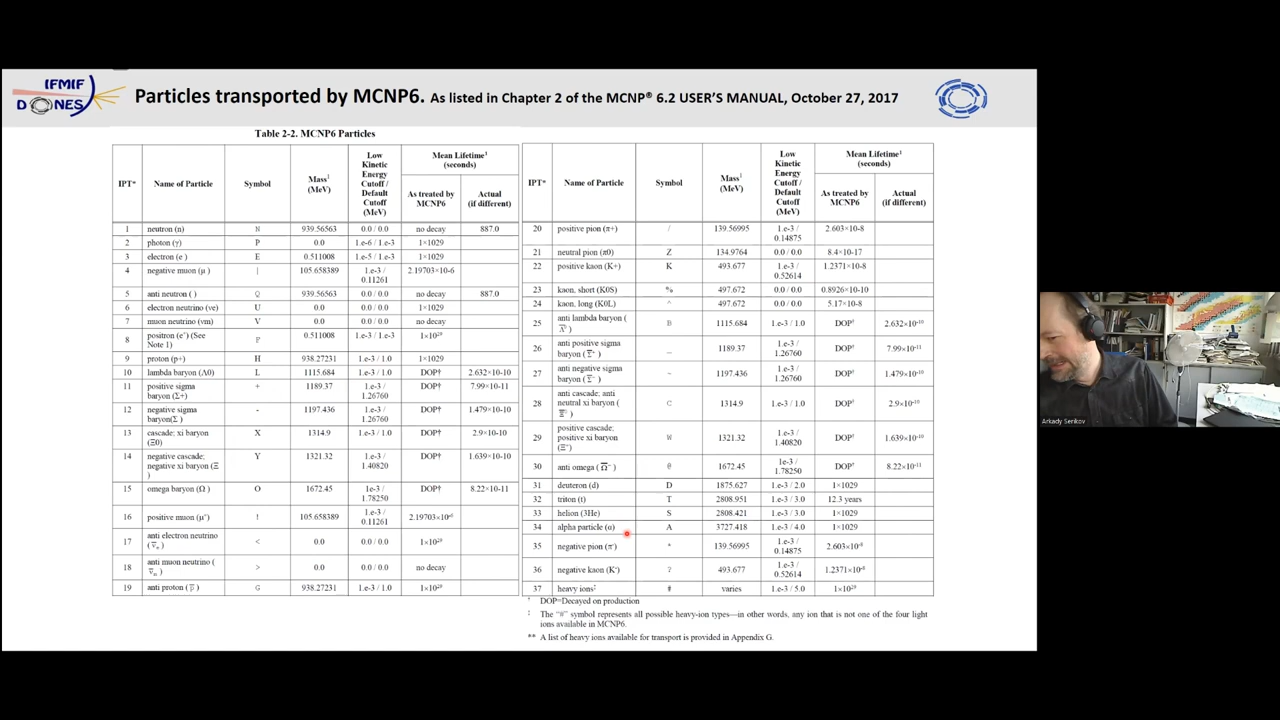 IFMIF
DONES
Particles transported by MCNP6. As listed in Chapter 2 of the MCNP® 6.2 USER'S MANUAL, October 27, 2017
Table 2-2. MCNP6 Particles
IPT* Name of Particle Symbol Mass‡ (MeV) Low Kinetic Energy Cutoff / Default Cutoff (MeV) Mean Lifetime¹ (seconds) As treated by MCNP6 Actual (if different)
1 neutron (n) N 939.56563 0.0 / 0.0 no decay 887.0
2 photon (γ) P 0.0 1.e-6 / 1.e-3 1×1029
3 electron (e ) E 0.511008 1.e-5 / 1.e-3 1×1029
4 negative muon (μ ) | 105.658389 1.e-3 / 0.11261 2.19703×10-6
5 anti neutron ( ) Q 939.56563 0.0 / 0.0 no decay 887.0
6 electron neutrino (νe) U 0.0 0.0 / 0.0 1×1029
7 muon neutrino (νm) V 0.0 0.0 / 0.0 no decay
8 positron (e⁺) (See Note 1) F 0.511008 1.e-3 / 1.e-3 1×10²⁹
9 proton (p+) H 938.27231 1.e-3 / 1.0 1×1029
10 lambda baryon (Λ0) L 1115.684 1.e-3 / 1.0 DOP† 2.632×10-10
11 positive sigma baryon (Σ+) + 1189.37 1.e-3 / 1.26760 DOP† 7.99×10-11
12 negative sigma baryon(Σ ) - 1197.436 1.e-3 / 1.26760 DOP† 1.479×10-10
13 cascade; xi baryon (Ξ0) X 1314.9 1.e-3 / 1.0 DOP† 2.9×10-10
14 negative cascade; negative xi baryon (Ξ ) Y 1321.32 1.e-3 / 1.40820 DOP† 1.639×10-10
15 omega baryon (Ω ) O 1672.45 1e-3 / 1.78250 DOP† 8.22×10-11
16 positive muon (μ⁺) ! 105.658389 1.e-3 / 0.11261 2.19703×10⁻⁶
17 anti electron neutrino < 0.0 0.0 / 0.0 1×10²⁹
18 anti muon neutrino > 0.0 0.0 / 0.0 no decay
19 anti proton (p̅) G 938.27231 1.e-3 / 1.0 1×10²⁹
IPT* Name of Particle Symbol Mass‡ (MeV) Low Kinetic Energy Cutoff / Default Cutoff (MeV) Mean Lifetime¹ (seconds) As treated by MCNP6 Actual (if different)
20 positive pion (π+) / 139.56995 1.e-3 / 0.14875 2.603×10-8
21 neutral pion (π0) Z 134.9764 0.0 / 0.0 8.4×10-17
22 positive kaon (K+) K 493.677 1.e-3 / 0.52614 1.2371×10-8
23 kaon, short (K0S) % 497.672 0.0 / 0.0 0.8926×10-10
24 kaon, long (K0L) ^ 497.672 0.0 / 0.0 5.17×10-8
25 anti lambda baryon B 1115.684 1.e-3 / 1.0 DOP† 2.632×10⁻¹⁰
26 anti positive sigma baryon _ 1189.37 1.e-3 / 1.26760 DOP† 7.99×10⁻¹¹
27 anti negative sigma baryon ~ 1197.436 1.e-3 / 1.26760 DOP† 1.479×10⁻¹⁰
28 anti cascade; anti neutral xi baryon C 1314.9 1.e-3 / 1.0 DOP† 2.9×10⁻¹⁰
29 positive cascade; positive xi baryon (Ξ⁺) W 1321.32 1.e-3 / 1.40820 DOP† 1.639×10⁻¹⁰
30 anti omega @ 1672.45 1e-3 / 1.78250 DOP† 8.22×10⁻¹¹
31 deuteron (d) D 1875.627 1.e-3 / 2.0 1×1029
32 triton (t) T 2808.951 1.e-3 / 3.0 12.3 years
33 helion (3He) S 2808.421 1.e-3 / 3.0 1×1029
34 alpha particle (α) A 3727.418 1.e-3 / 4.0 1×1029
35 negative pion (π⁻) * 139.56995 1.e-3 / 0.14875 2.603×10⁻⁸
36 negative kaon (K⁻) ? 493.677 1.e-3 / 0.52614 1.2371×10⁻⁸
37 heavy ions‡ # varies 1.e-3 / 5.0 1×10²⁹
† DOP=Decayed on production
‡ The "#" symbol represents all possible heavy-ion types—in other words, any ion that is not one of the four light
ions available in MCNP6.
** A list of heavy ions available for transport is provided in Appendix G.
Arkady Serikov